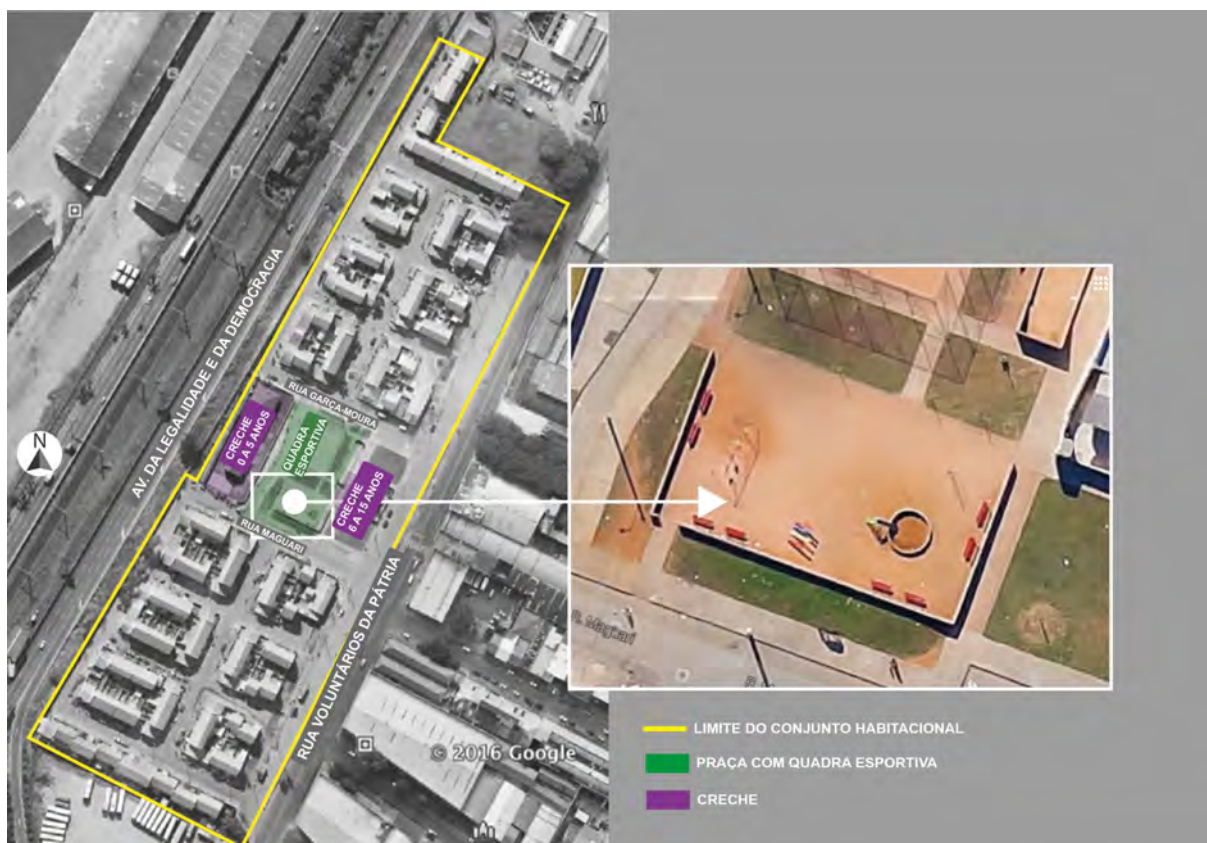 AV. DA LEGALIDADE E DA DEMOCRACIA
RUA GARÇA-MOURA
CRECHE
0 A 5 ANOS
QUADRA
ESPORTIVA
CRECHE
6 A 15 ANOS
N
RUA MAGUARI
RUA VOLUNTÁRIOS DA PÁTRIA
© 2016 Google
R. Maguari
LIMITE DO CONJUNTO HABITACIONAL
PRAÇA COM QUADRA ESPORTIVA
CRECHE